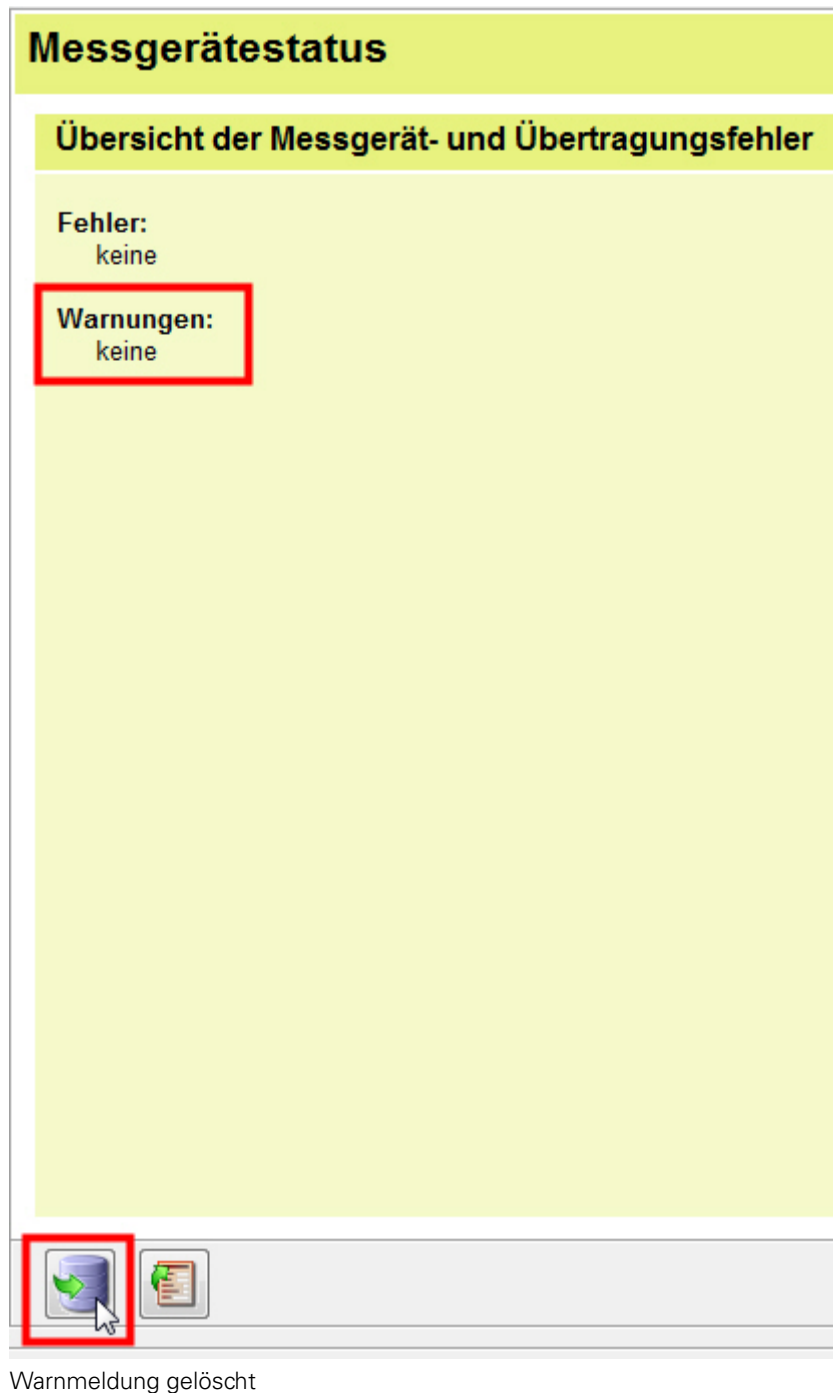 Messgerätestatus
Übersicht der Messgerät- und Übertragungsfehler
Fehler:
keine
Warnungen:
keine
Warnmeldung gelöscht